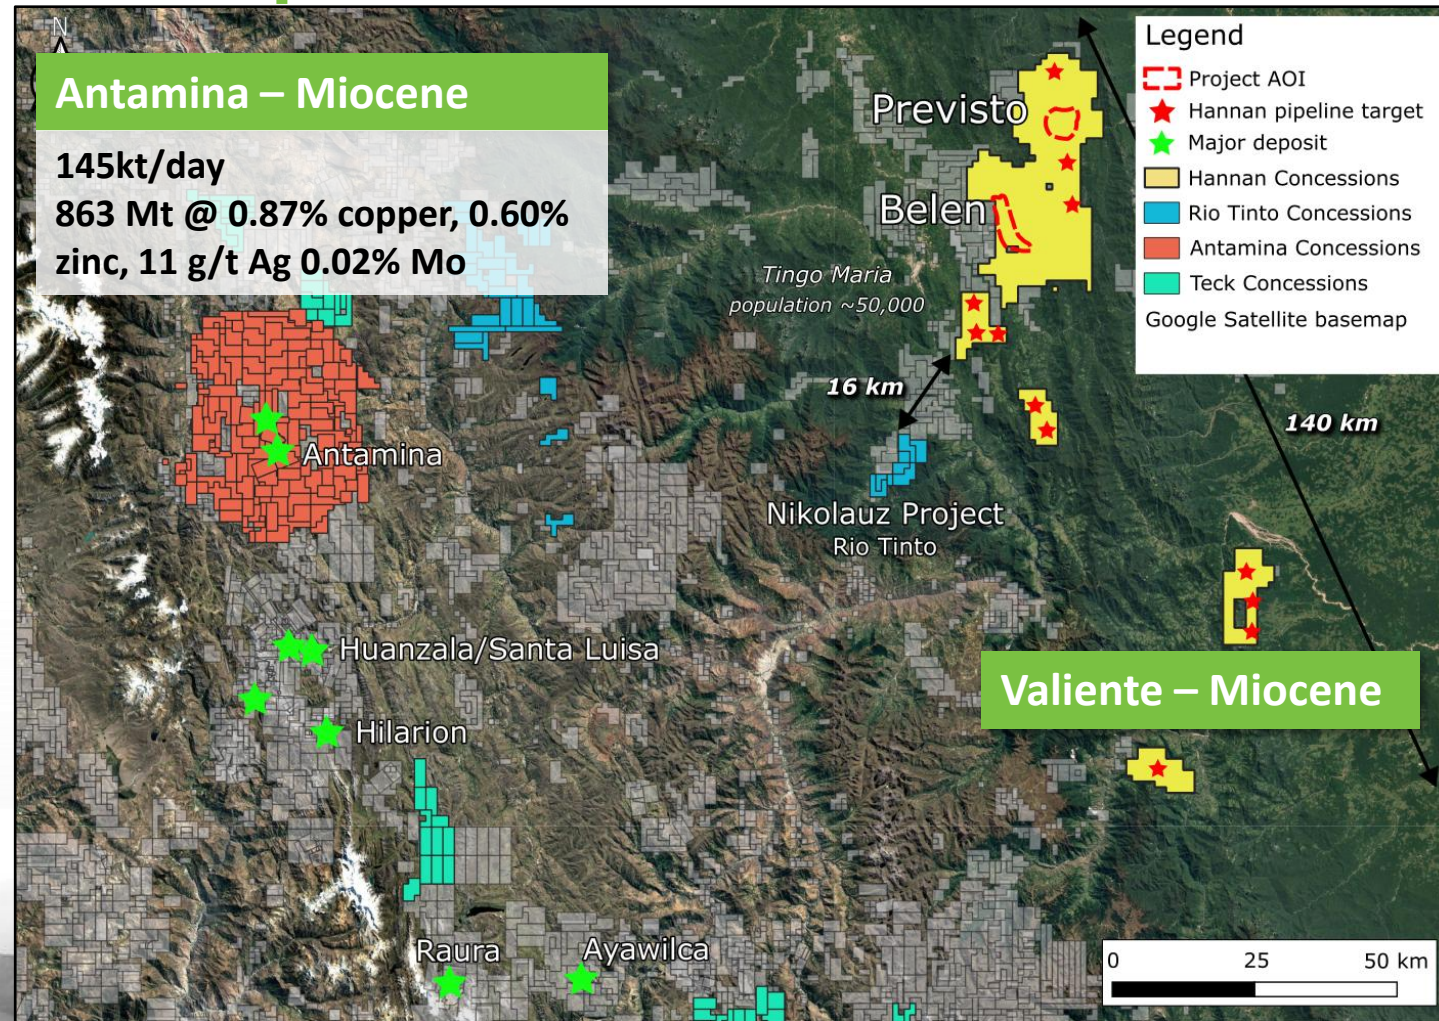 N
Antamina – Miocene
145kt/day
863 Mt @ 0.87% copper, 0.60%
zinc, 11 g/t Ag 0.02% Mo
Legend
Project AOI
Hannan pipeline target
Major deposit
Hannan Concessions
Rio Tinto Concessions
Antamina Concessions
Teck Concessions
Google Satellite basemap
Previsto
Belen
Tingo Maria
population ~50,000
16 km
140 km
Antamina
Nikolauz Project
Rio Tinto
Huanzala/Santa Luisa
Valiente – Miocene
Hilarion
Raura
Ayawilca
0 25 50 km